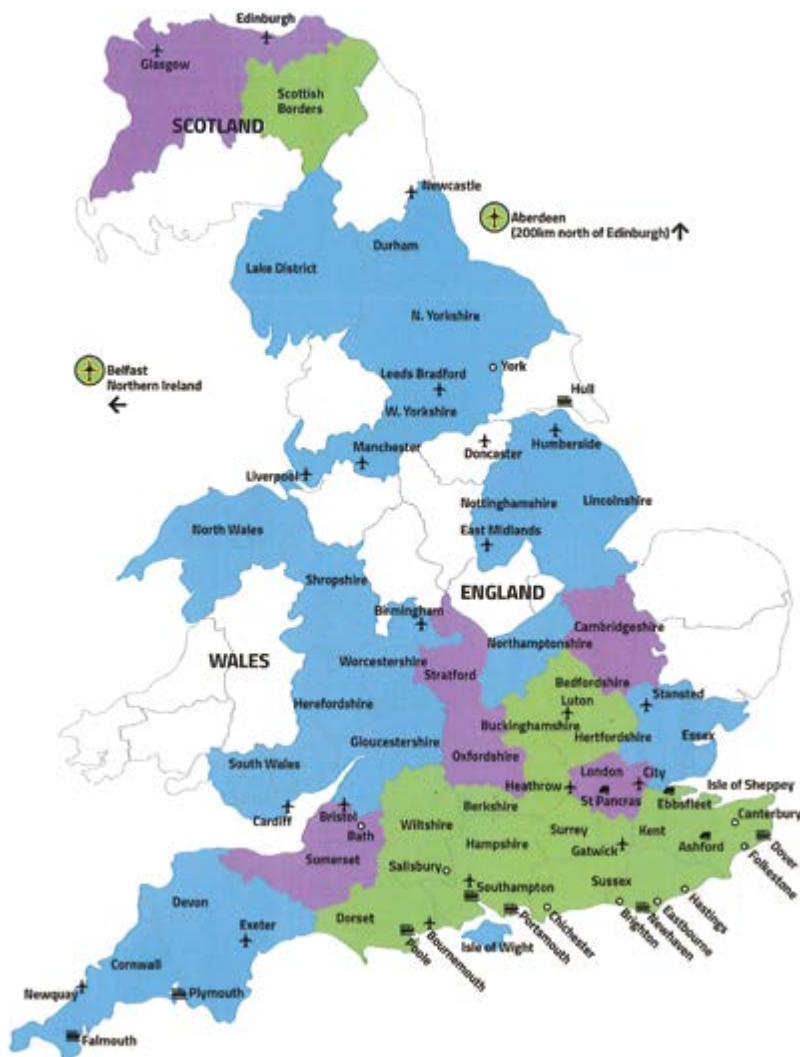 Edinburgh
Glasgow
Scottish
Borders
SCOTLAND
Newcastle
Aberdeen
(200km north of Edinburgh)
Durham
Lake District
N. Yorkshire
Belfast
Northern Ireland
Leeds Bradford
York
Hull
W. Yorkshire
Manchester
Doncaster
Humberside
Liverpool
Nottinghamshire
Lincolnshire
North Wales
East Midlands
Shropshire
ENGLAND
Birmingham
Cambridgeshire
Northamptonshire
WALES
Worcestershire
Stratford
Bedfordshire
Stansted
Herefordshire
Luton
Buckinghamshire
Hertfordshire
Essex
Gloucestershire
Oxfordshire
South Wales
London
City
Isle of Sheppey
Heathrow
St Pancras
Ebbsfleet
Canterbury
Cardiff
Bristol
Bath
Wiltshire
Berkshire
Hampshire
Surrey
Kent
Gatwick
Ashford
Dover
Folkestone
Somerset
Salisbury
Southampton
Sussex
Hastings
Devon
Dorset
Exeter
Poole
Bournemouth
Isle of Wight
Portsmouth
Chichester
Brighton
Newhaven
Eastbourne
Cornwall
Newquay
Plymouth
Falmouth